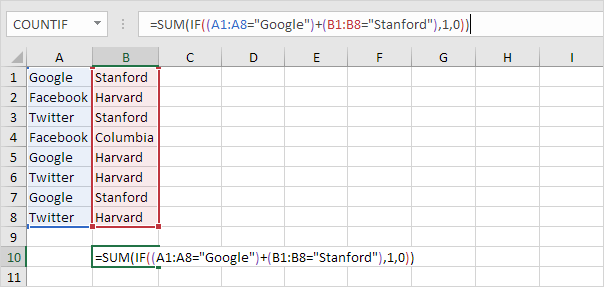 COUNTIF =SUM(IF((A1:A8="Google")+(B1:B8="Stanford"),1,0))
A B C D E F G H I
1 Google Stanford
2 Facebook Harvard
3 Twitter Stanford
4 Facebook Columbia
5 Google Harvard
6 Twitter Harvard
7 Google Stanford
8 Twitter Harvard
9
10 =SUM(IF((A1:A8="Google")+(B1:B8="Stanford"),1,0))
11